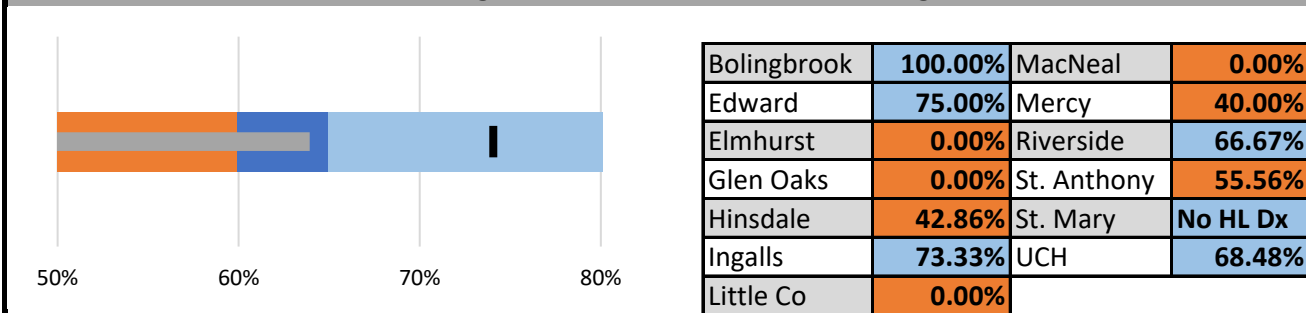 50% 60% 70% 80%
Bolingbrook 100.00% MacNeal 0.00%
Edward 75.00% Mercy 40.00%
Elmhurst 0.00% Riverside 66.67%
Glen Oaks 0.00% St. Anthony 55.56%
Hinsdale 42.86% St. Mary No HL Dx
Ingalls 73.33% UCH 68.48%
Little Co 0.00%